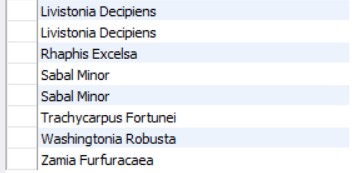 Livistonia Decipiens
Livistonia Decipiens
Rhaphis Excelsa
Sabal Minor
Sabal Minor
Trachycarpus Fortunei
Washingtonia Robusta
Zamia Furfuracaea